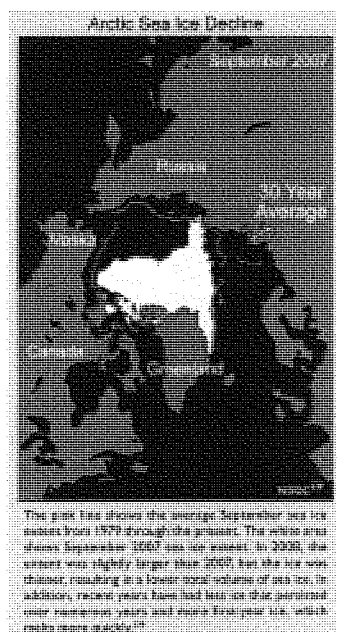 Arctic Sea Ice Decline
September 2007
Russia
30 Year
Average
Alaska
Canada
Greenland
The pink line shows the average September sea ice
extent from 1979 through the present. The white area
shows September 2007 sea ice extent. In 2008, the
extent was slightly larger than 2007, but the ice was
thinner, resulting in a lower total volume of sea ice. In
addition, recent years have had less ice that persisted
over numerous years and more first-year ice, which
melts more quickly.